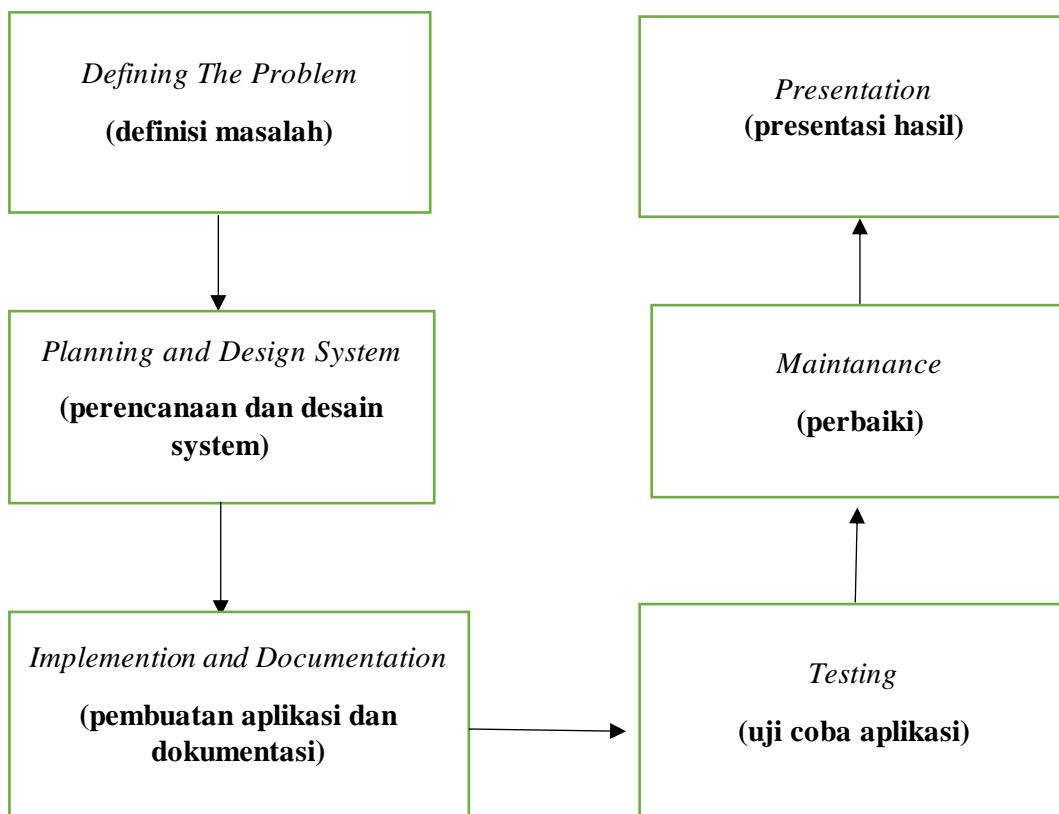 Defining The Problem
(definisi masalah)
Planning and Design System
(perencanaan dan desain
system)
Implemention and Documentation
(pembuatan aplikasi dan
dokumentasi)
Testing
(uji coba aplikasi)
Maintanance
(perbaiki)
Presentation
(presentasi hasil)